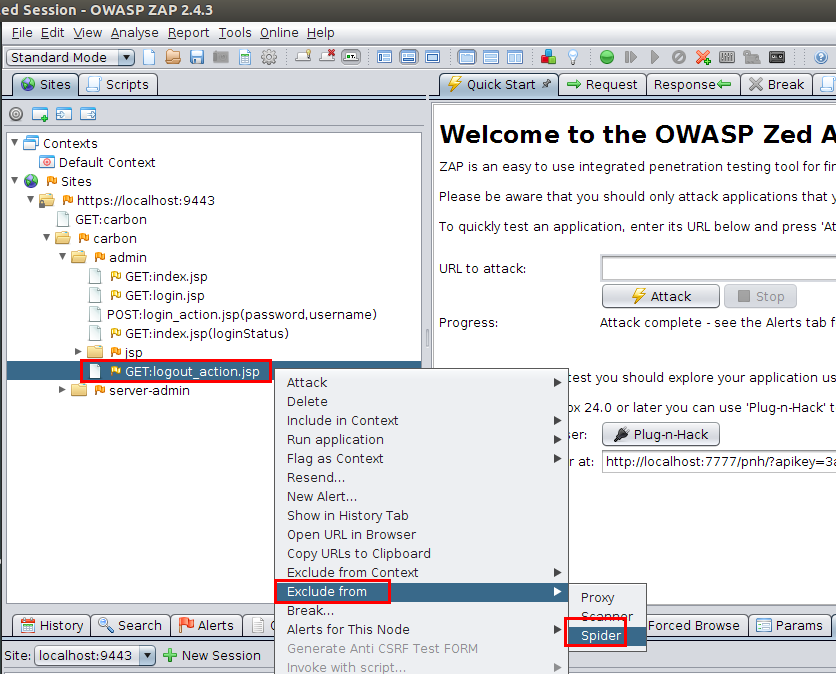 ed Session - OWASP ZAP 2.4.3
File Edit View Analyse Report Tools Online Help
Standard Mode
Sites Scripts
Quick Start Request Response Break
Contexts
Default Context
Sites
https://localhost:9443
GET:carbon
carbon
admin
GET:index.jsp
GET:login.jsp
POST:login_action.jsp(password,username)
GET:index.jsp(loginStatus)
jsp
GET:logout_action.jsp
server-admin
Welcome to the OWASP Zed A
ZAP is an easy to use integrated penetration testing tool for fir
Please be aware that you should only attack applications that y
To quickly test an application, enter its URL below and press 'At
URL to attack:
Attack Stop
Progress: Attack complete - see the Alerts tab f
test you should explore your application us
ox 24.0 or later you can use 'Plug-n-Hack' t
ser: Plug-n-Hack
r at: http://localhost:7777/pnh/?apikey=3a
Attack
Delete
Include in Context
Run application
Flag as Context
Resend...
New Alert...
Show in History Tab
Open URL in Browser
Copy URLs to Clipboard
Exclude from Context
Exclude from
Break...
Alerts for This Node
Generate Anti CSRF Test FORM
Invoke with script...
Proxy
Scanner
Spider
History Search Alerts
Forced Browse Params
Site: localhost:9443 New Session